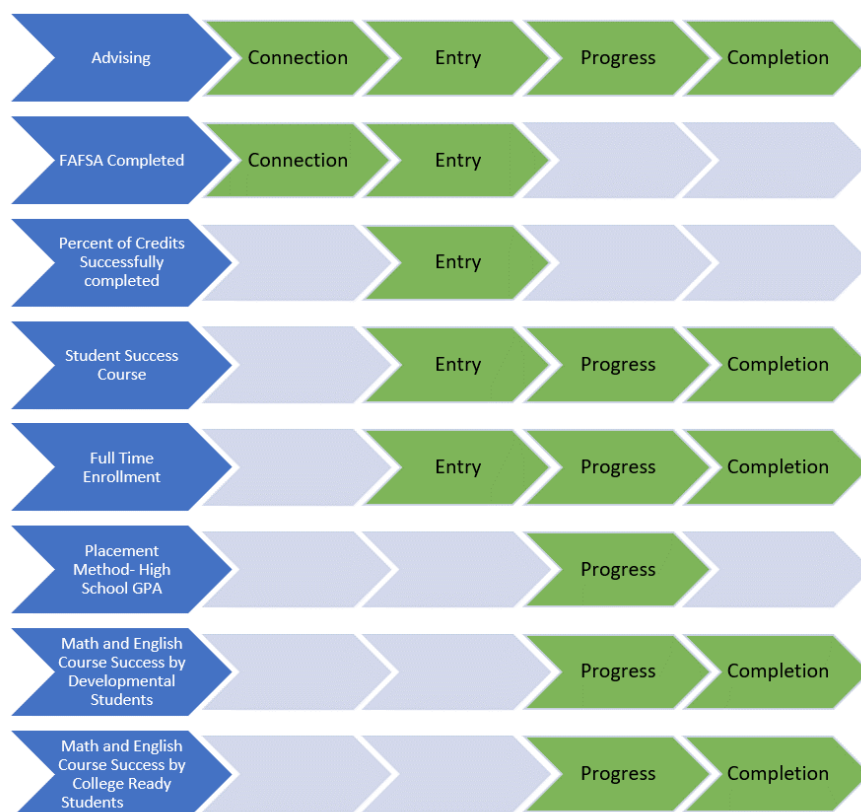 Advising
Connection
Entry
Progress
Completion
FAFSA Completed
Connection
Entry
Percent of Credits
Successfully
completed
Entry
Student Success
Course
Entry
Progress
Completion
Full Time
Enrollment
Entry
Progress
Completion
Placement
Method- High
School GPA
Progress
Math and English
Course Success by
Developmental
Students
Progress
Completion
Math and English
Course Success by
College Ready
Students
Progress
Completion